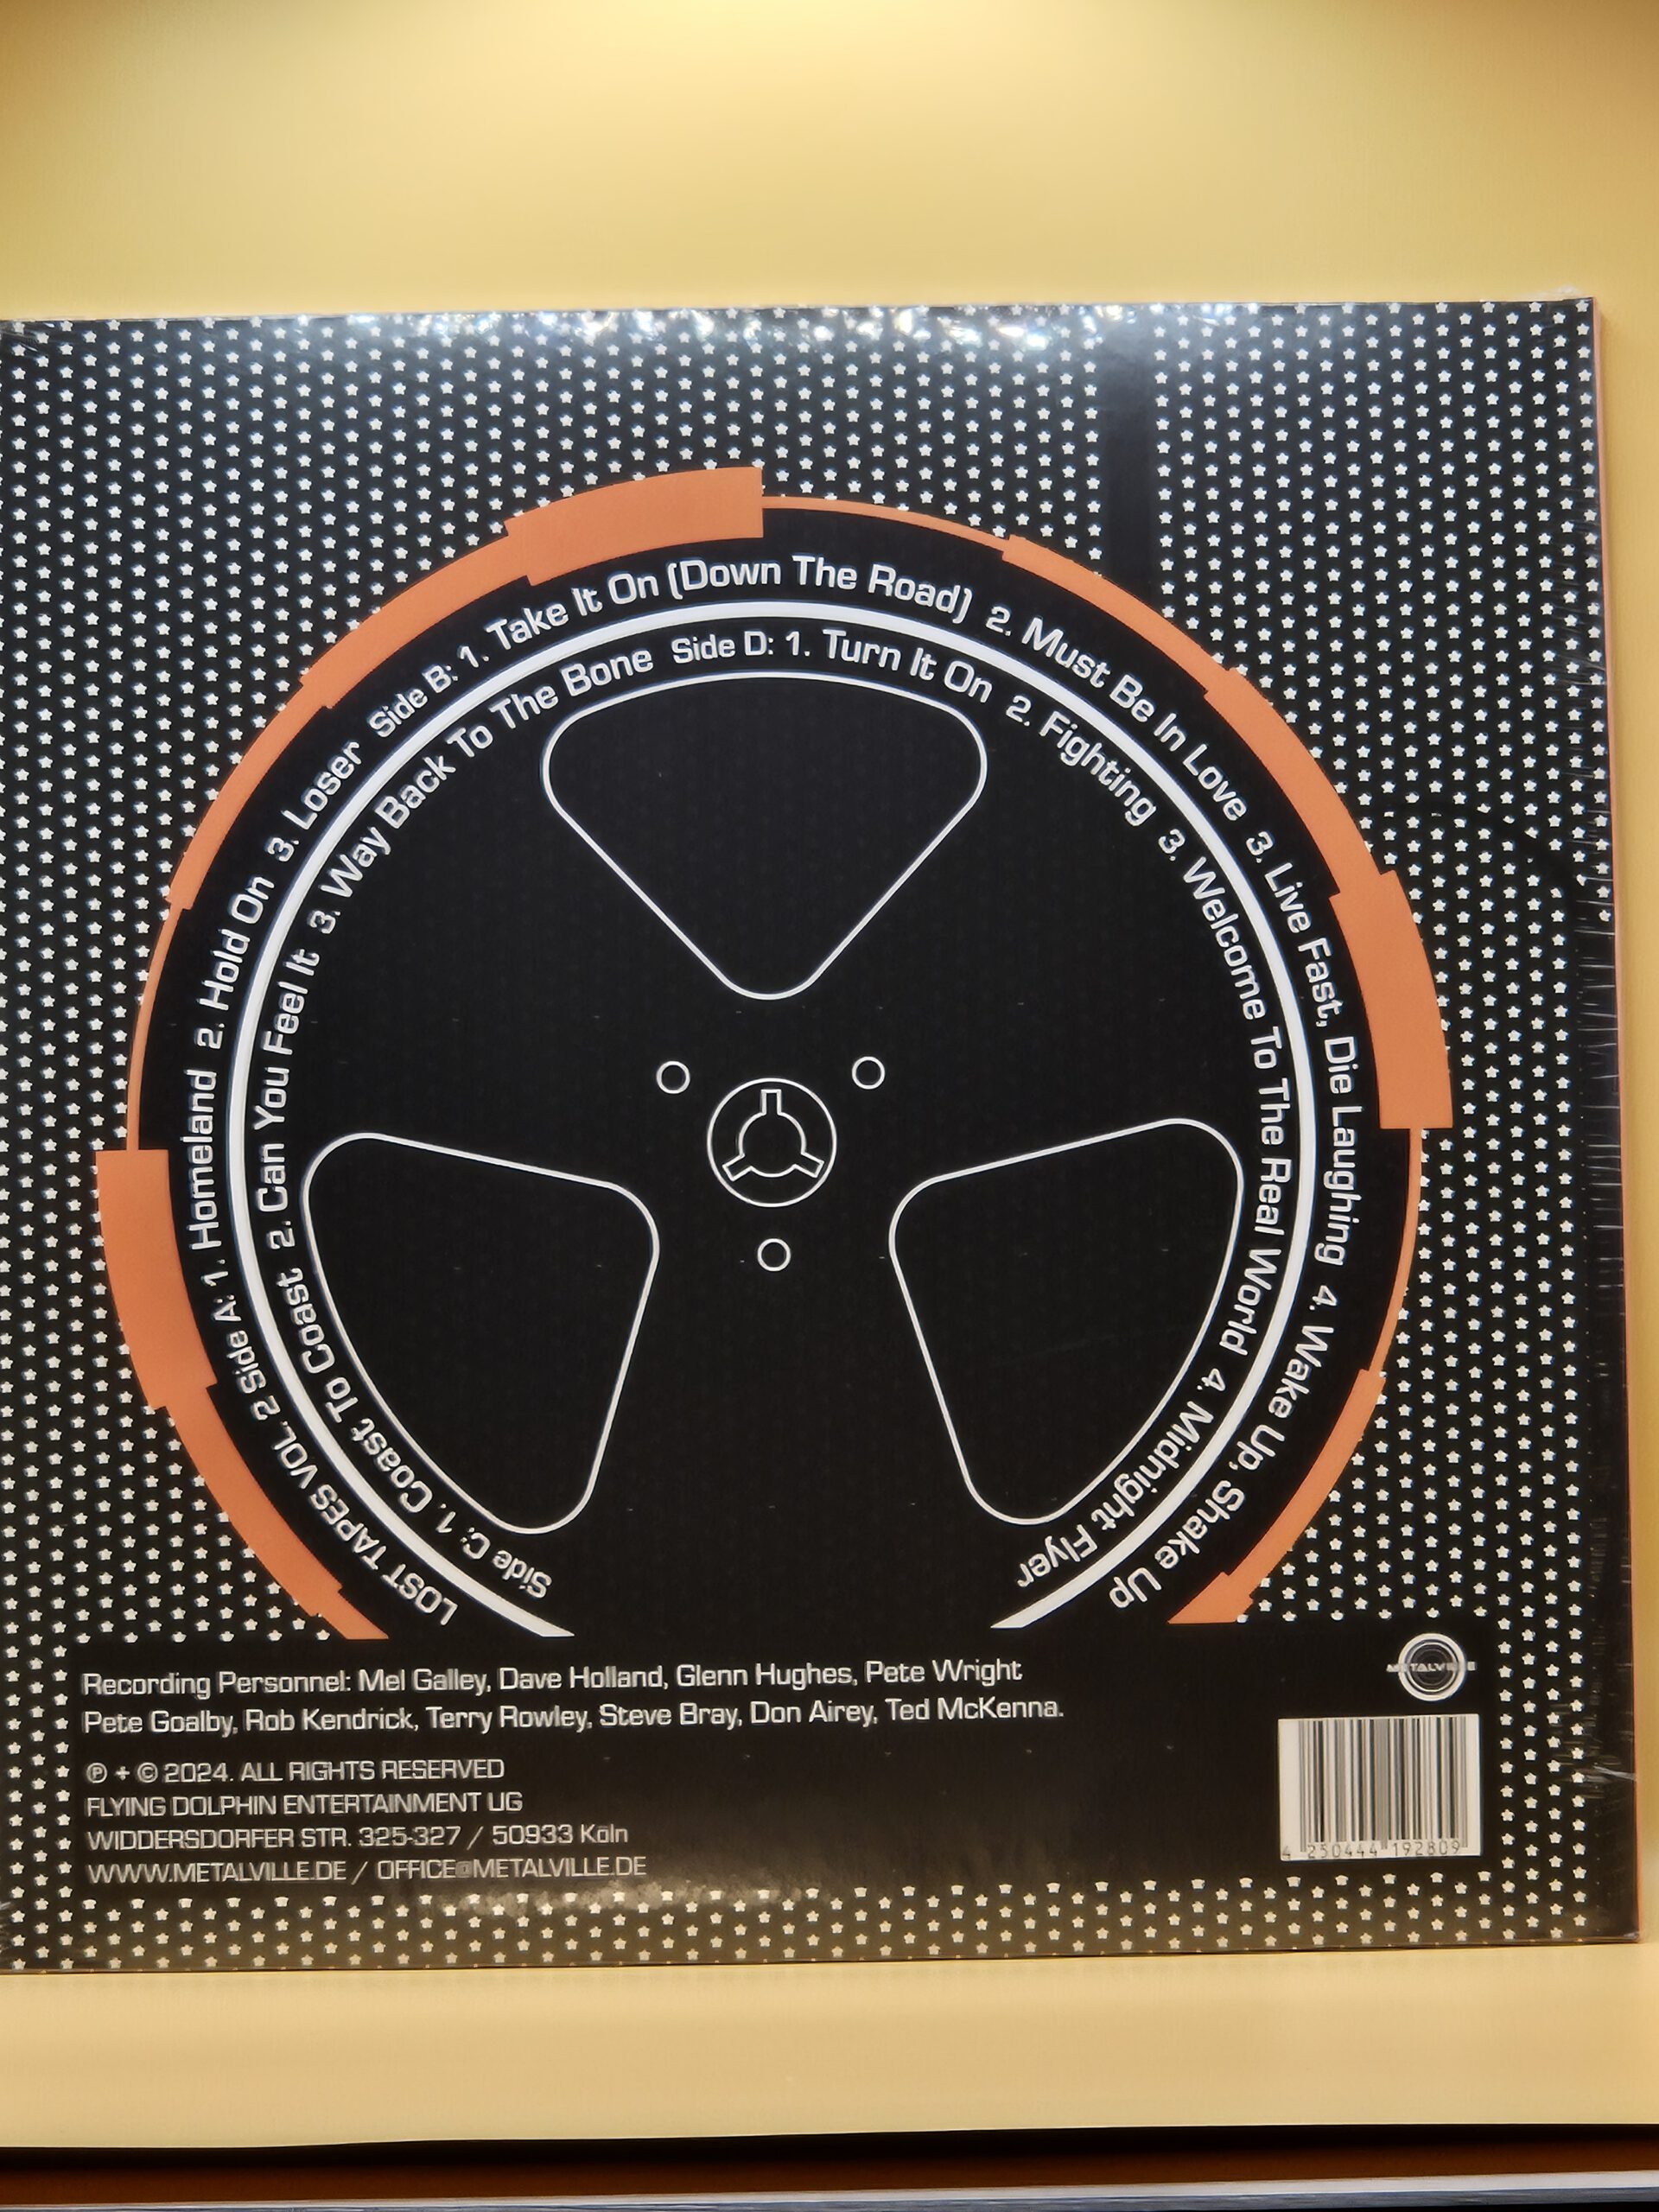 LOST TAPES VOL. 2 Side A: 1. Homeland 2. Hold On 3. Loser Side B: 1. Take It On (Down The Road) 2. Must Be In Love 3. Live Fast, Die Laughing 4. Wake Up, Shake Up
Side C: 1. Coast To Coast 2. Can You Feel It 3. Way Back To The Bone Side D: 1. Turn It On 2. Fighting 3. Welcome To The Real World 4. Midnight Flyer
Recording Personnel: Mel Galley, Dave Holland, Glenn Hughes, Pete Wright
Pete Goalby, Rob Kendrick, Terry Rowley, Steve Bray, Don Airey, Ted McKenna.
℗ + © 2024. ALL RIGHTS RESERVED
FLYING DOLPHIN ENTERTAINMENT UG
WIDDERSDORFER STR. 325-327 / 50933 Köln
WWW.METALVILLE.DE / OFFICE@METALVILLE.DE
METALVILLE
4 250444 192809